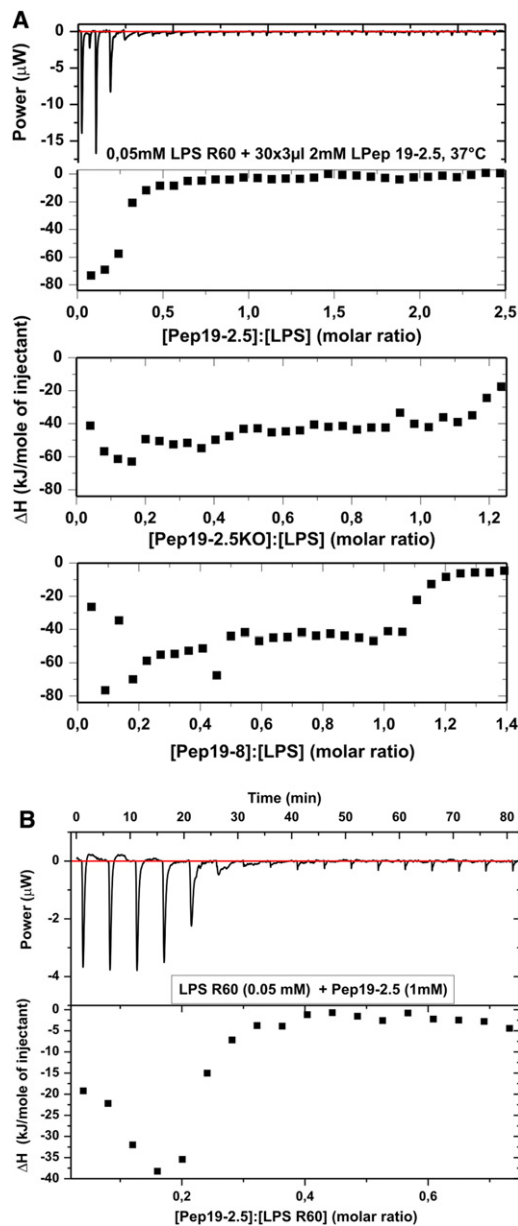 A
Power (µW)
0
-5
-10
-15
0,05mM LPS R60 + 30x3µl 2mM LPep 19-2.5, 37°C
0
-20
-40
-60
-80
0,0 0,5 1,0 1,5 2,0 2,5
[Pep19-2.5]:[LPS] (molar ratio)
ΔH (kJ/mole of injectant)
0
-20
-40
-60
-80
0,0 0,2 0,4 0,6 0,8 1,0 1,2
[Pep19-2.5KO]:[LPS] (molar ratio)
0
-20
-40
-60
-80
0,0 0,2 0,4 0,6 0,8 1,0 1,2 1,4
[Pep19-8]:[LPS] (molar ratio)
B
Time (min)
0 10 20 30 40 50 60 70 80
Power (µW)
0
-2
-4
LPS R60 (0.05 mM) + Pep19-2.5 (1mM)
ΔH (kJ/mole of injectant)
0
-5
-10
-15
-20
-25
-30
-35
-40
0,2 0,4 0,6
[Pep19-2.5]:[LPS R60] (molar ratio)